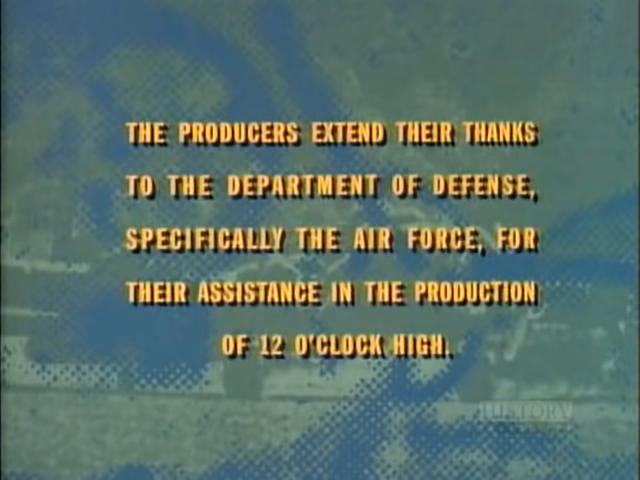 THE PRODUCERS EXTEND THEIR THANKS
TO THE DEPARTMENT OF DEFENSE,
SPECIFICALLY THE AIR FORCE, FOR
THEIR ASSISTANCE IN THE PRODUCTION
OF 12 O'CLOCK HIGH.
HISTORY